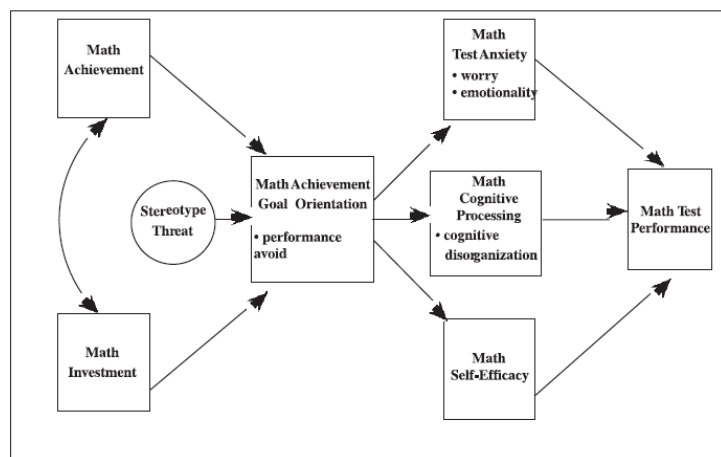 Math
Achievement
Math
Test Anxiety
• worry
• emotionality
Stereotype
Threat
Math Achievement
Goal Orientation
• performance
avoid
Math
Cognitive
Processing
• cognitive
disorganization
Math Test
Performance
Math
Investment
Math
Self-Efficacy